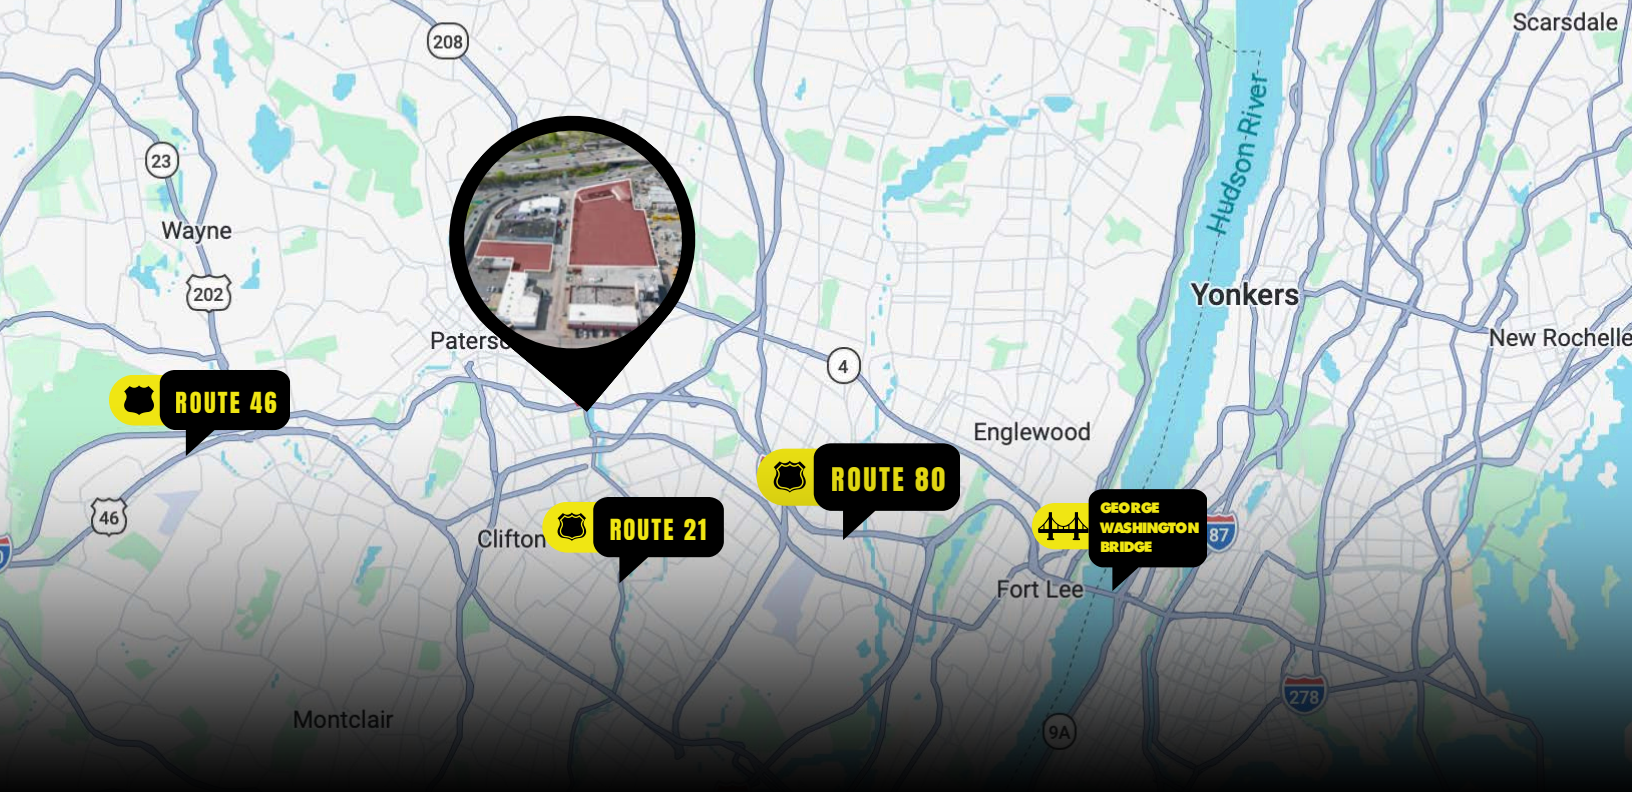 Scarsdale
208
Hudson River
23
Wayne
202
Yonkers
New Rochelle
Paterso
4
ROUTE 46
Englewood
ROUTE 80
46
Clifton
ROUTE 21
GEORGE
WASHINGTON
BRIDGE
87
Fort Lee
278
Montclair
9A